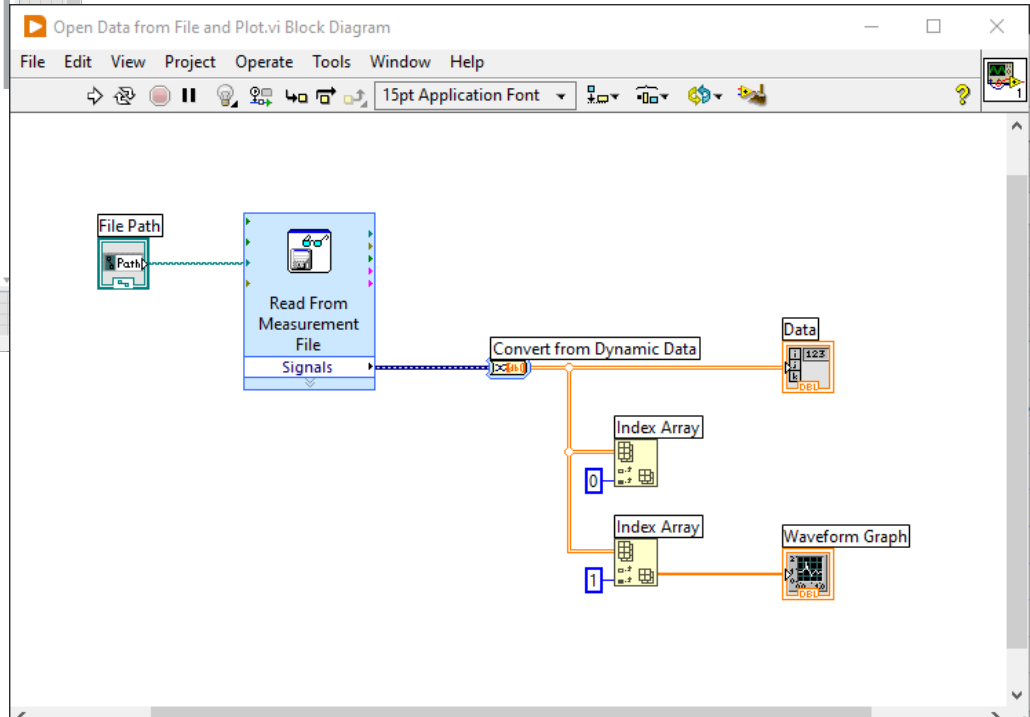 Open Data from File and Plot.vi Block Diagram
File Edit View Project Operate Tools Window Help
15pt Application Font
1
File Path
Path
Read From
Measurement
File
Signals
Convert from Dynamic Data
Data
123
DBL
Index Array
0
Index Array
1
Waveform Graph
DBL